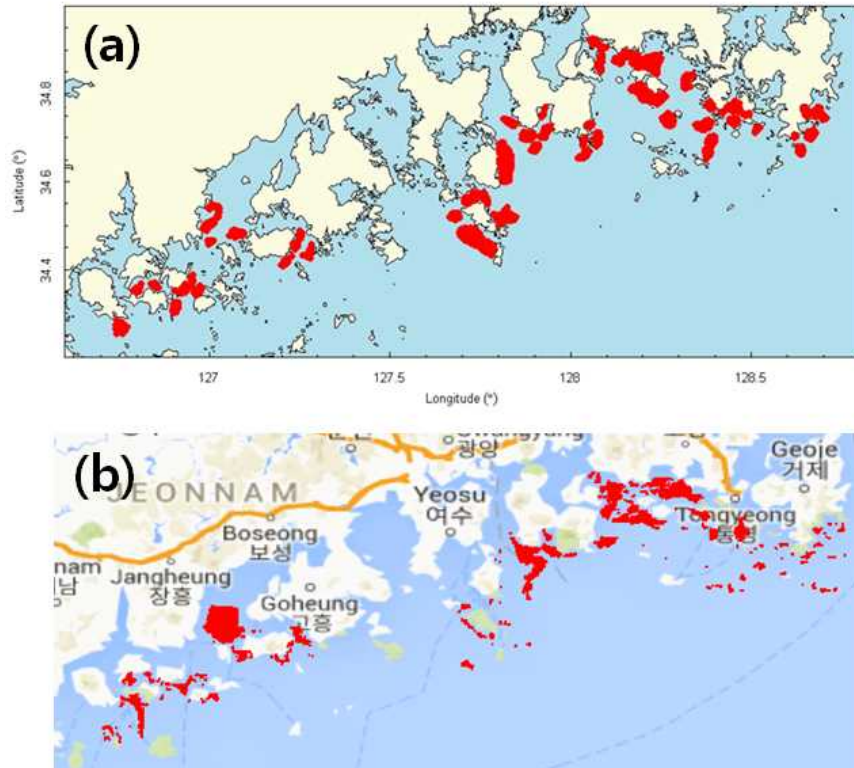 (a)
34.8
34.6
34.4
Latitude (°)
127
127.5
128
128.5
Longitude (°)
(b)
JEONNAM
광양
Geoje
거제
Yeosu
여수
Tongyeong
통영
Boseong
보성
nam
남
Jangheung
장흥
Goheung
고흥